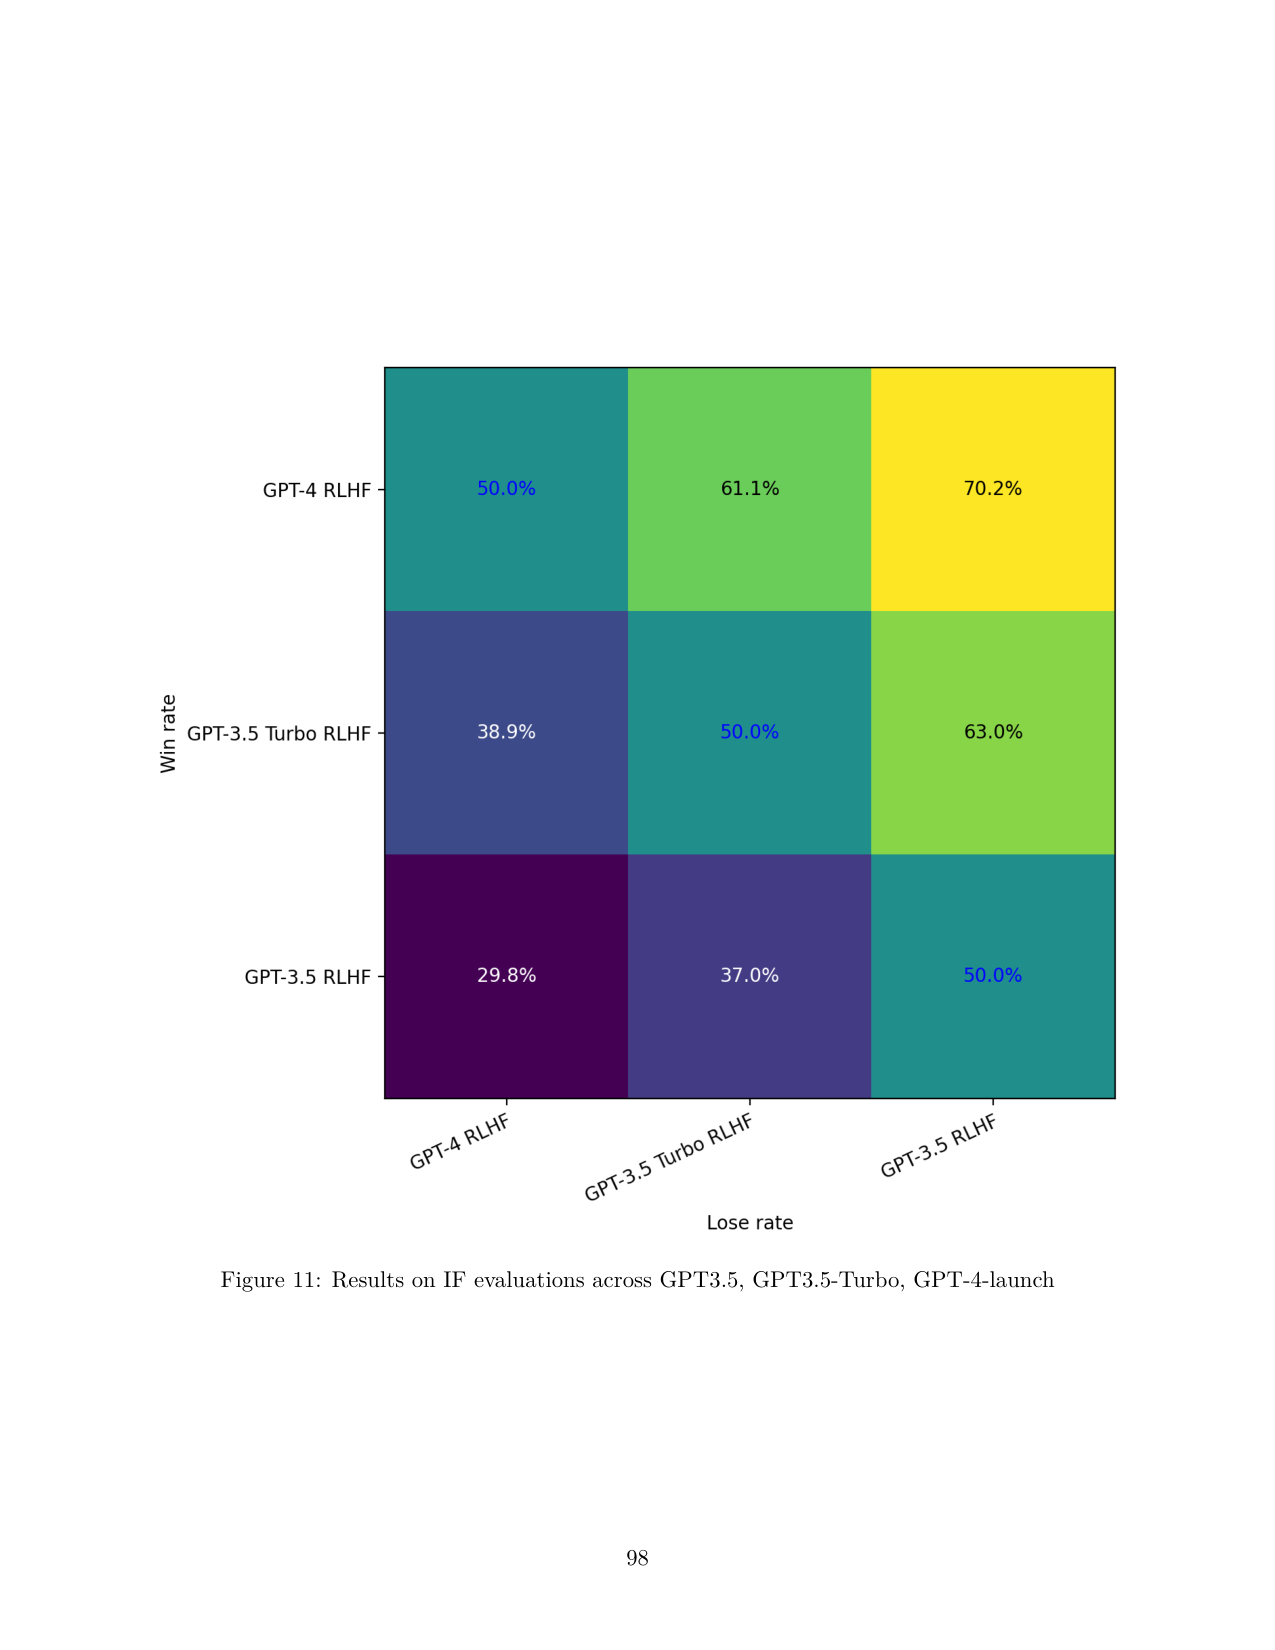 GPT-4 RLHF 50.0% 61.1% 70.2%
Win rate
GPT-3.5 Turbo RLHF 38.9% 50.0% 63.0%
GPT-3.5 RLHF 29.8% 37.0% 50.0%
GPT-4 RLHF GPT-3.5 Turbo RLHF GPT-3.5 RLHF
Lose rate
Figure 11: Results on IF evaluations across GPT3.5, GPT3.5-Turbo, GPT-4-launch
98